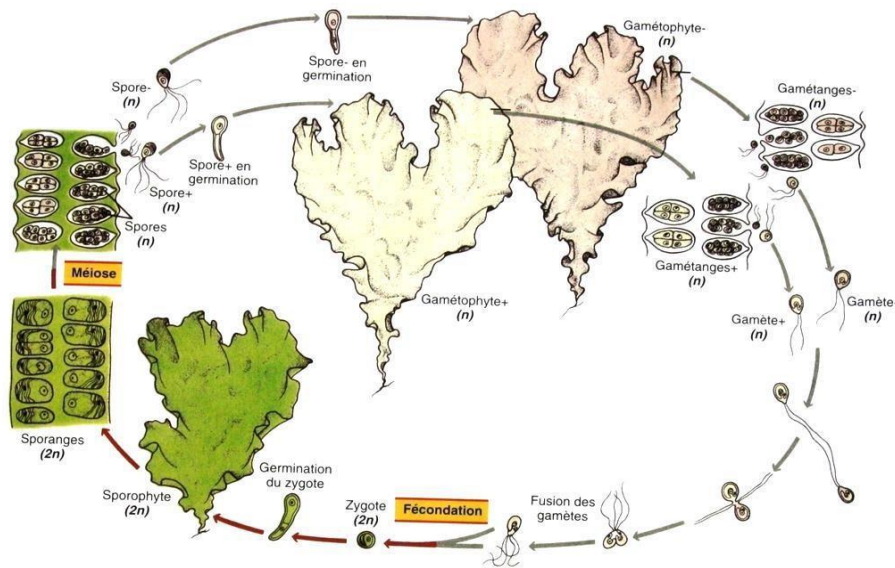 Gamétophyte-
(n)
Spore- en
germination
Spore-
(n)
Gamétanges-
(n)
Spore+ en
germination
Spore+
(n)
Spores
(n)
Méiose
Gamétanges+
(n)
Gamétophyte+
(n)
Gamète+
(n)
Gamète
(n)
Sporanges
(2n)
Sporophyte
(2n)
Germination
du zygote
Zygote
(2n)
Fécondation
Fusion des
gamètes